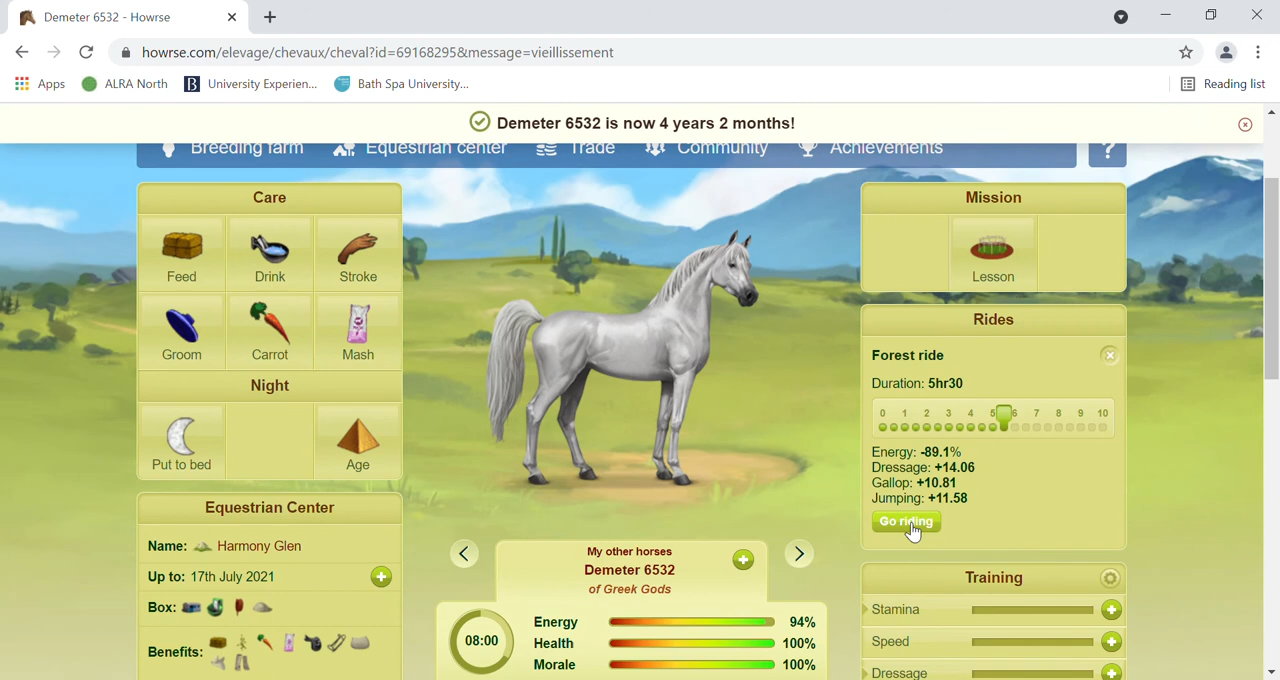 Demeter 6532 - Howrse
howrse.com/elevage/chevaux/cheval?id=69168295&message=vieillissement
Apps ALRA North University Experien... Bath Spa University... Reading list
Demeter 6532 is now 4 years 2 months!
Breeding farm Equestrian center Trade Community Achievements ?
Care
Feed Drink Stroke
Groom Carrot Mash
Night
Put to bed Age
Equestrian Center
Name: Harmony Glen
Up to: 17th July 2021
Box:
Benefits:
My other horses
Demeter 6532
of Greek Gods
08:00
Energy 94%
Health 100%
Morale 100%
Mission
Lesson
Rides
Forest ride
Duration: 5hr30
0 1 2 3 4 5 6 7 8 9 10
Energy: -89.1%
Dressage: +14.06
Gallop: +10.81
Jumping: +11.58
Go riding
Training
Stamina
Speed
Dressage